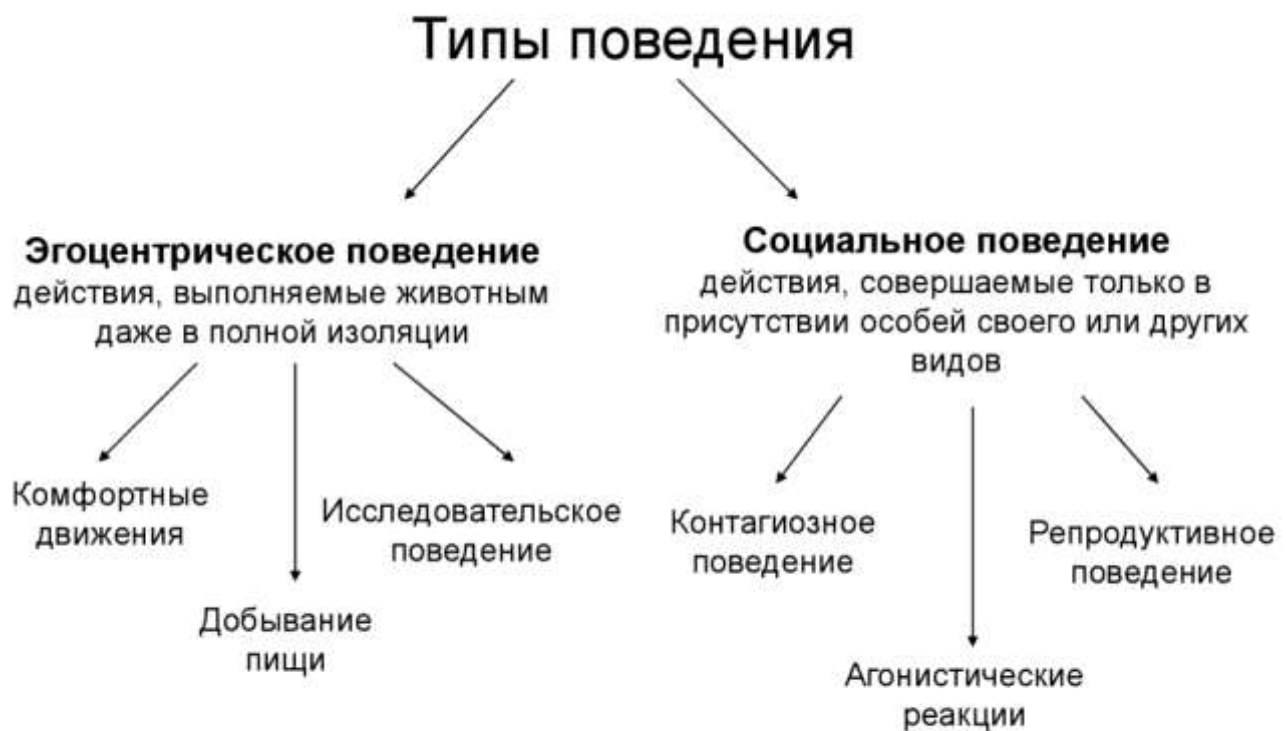 Типы поведения
Эгоцентрическое поведение
действия, выполняемые животным
даже в полной изоляции
Социальное поведение
действия, совершаемые только в
присутствии особей своего или других
видов
Комфортные
движения
Исследовательское
поведение
Добывание
пищи
Контагиозное
поведение
Репродуктивное
поведение
Агонистические
реакции